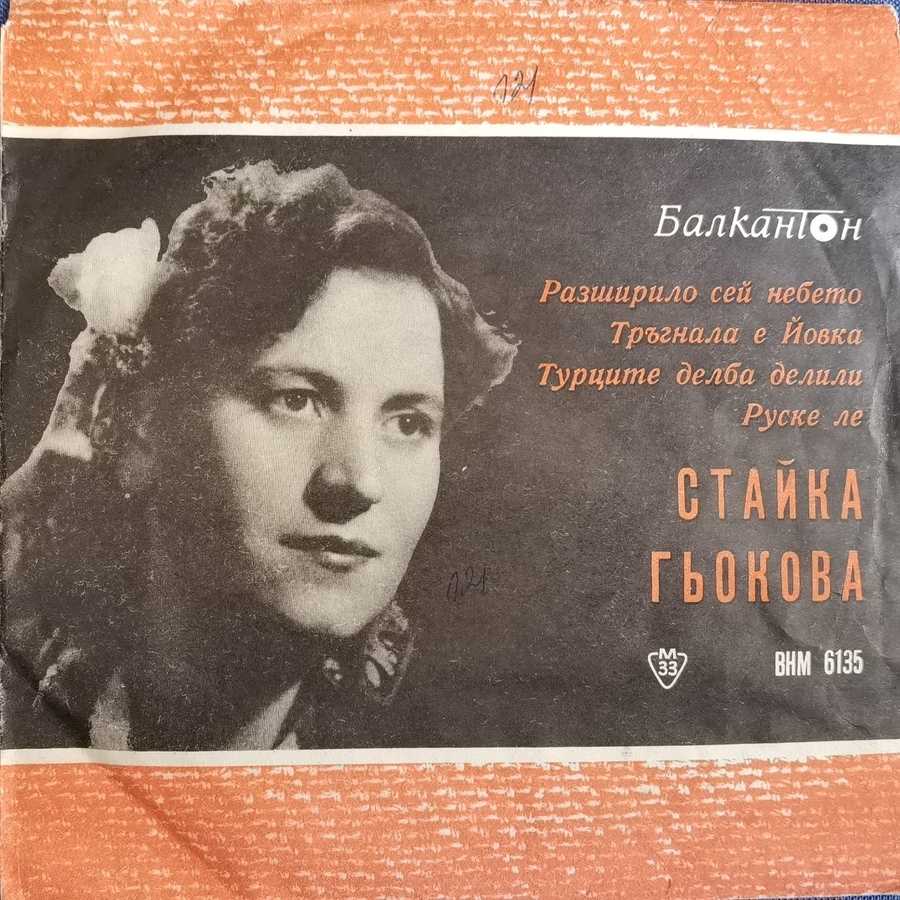 121
Балкантон
Разширило сей небето
Тръгнала е Йовка
Турците делба делили
Руске ле
СТАЙКА
ГЬОКОВА
121
М
33
ВНМ 6135